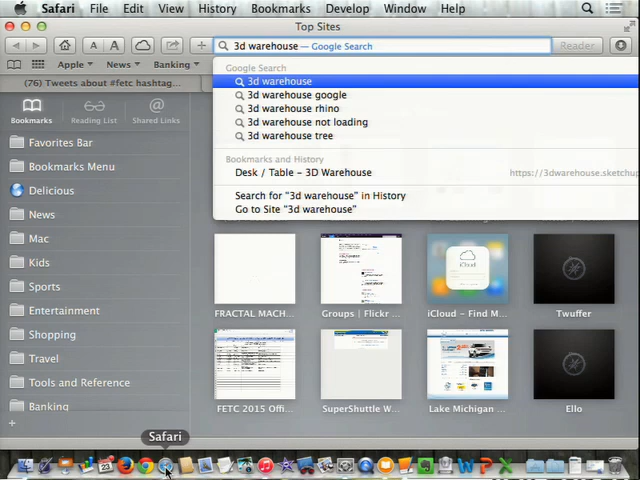 Safari File Edit View History Bookmarks Develop Window Help
Top Sites
3d warehouse — Google Search
Reader
A A
Apple News Banking
Google Search
(76) Tweets about #fetc hashtag...
3d warehouse
3d warehouse google
3d warehouse rhino
3d warehouse not loading
3d warehouse tree
Bookmarks Reading List Shared Links
Bookmarks and History
Desk / Table - 3D Warehouse https://3dwarehouse.sketchup
Search for "3d warehouse" in History
Go to Site "3d warehouse"
Favorites Bar
Bookmarks Menu
Delicious
News
Mac
Kids
Sports
Entertainment
Shopping
Travel
Tools and Reference
Banking
iCloud
FRACTAL MACH... Groups | Flickr ... iCloud - Find M... Twuffer
FETC 2015 Offi... SuperShuttle W... Lake Michigan ... Ello
Safari
23